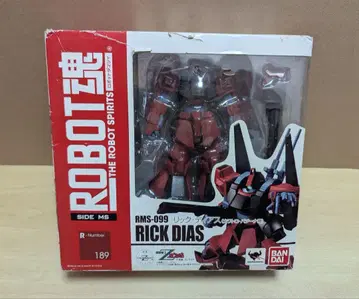 ROBOT魂
THE ROBOT SPIRITS
SIDE MS
R-Number
189
RMS-099
リック・ディアス
RICK DIAS
BANDAI